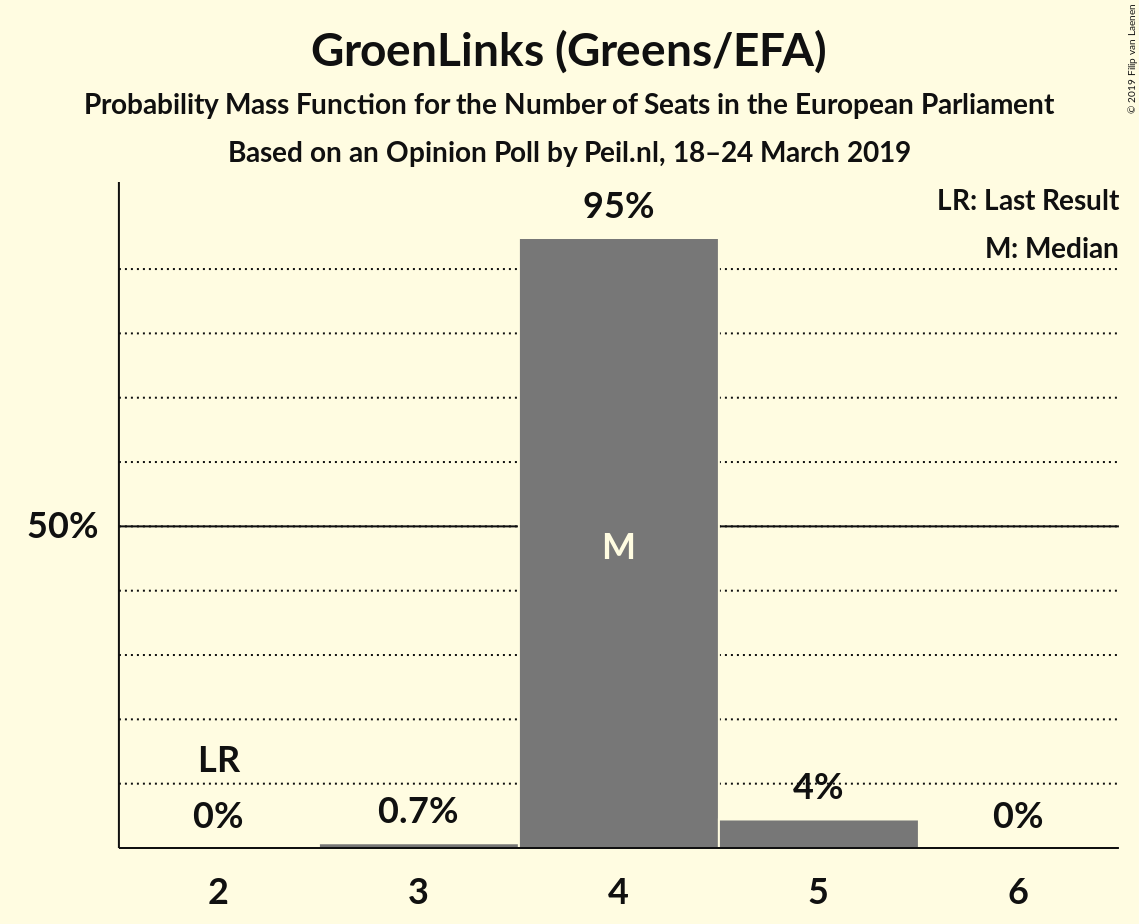 GroenLinks (Greens/EFA)
Probability Mass Function for the Number of Seats in the European Parliament
Based on an Opinion Poll by Peil.nl, 18–24 March 2019
© 2019 Filip van Laenen
LR: Last Result
M: Median
95%
50%
M
LR
0%
0.7%
4%
0%
2
3
4
5
6